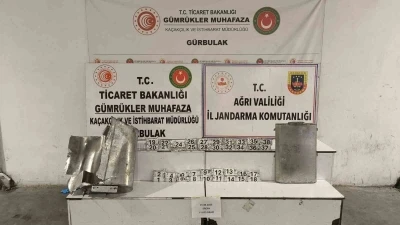 T.C. TİCARET BAKANLIĞI
GÜMRÜKLER MUHAFAZA
KAÇAKÇILIK VE İSTİHBARAT MÜDÜRLÜĞÜ
GÜRBULAK
T.C.
TİCARET BAKANLIĞI
GÜMRÜKLER MUHAFAZA
KAÇAKÇILIK VE İSTİHBARAT MÜDÜRLÜĞÜ
GÜRBULAK
T.C.
AĞRI VALİLİĞİ
İL JANDARMA KOMUTANLIĞI